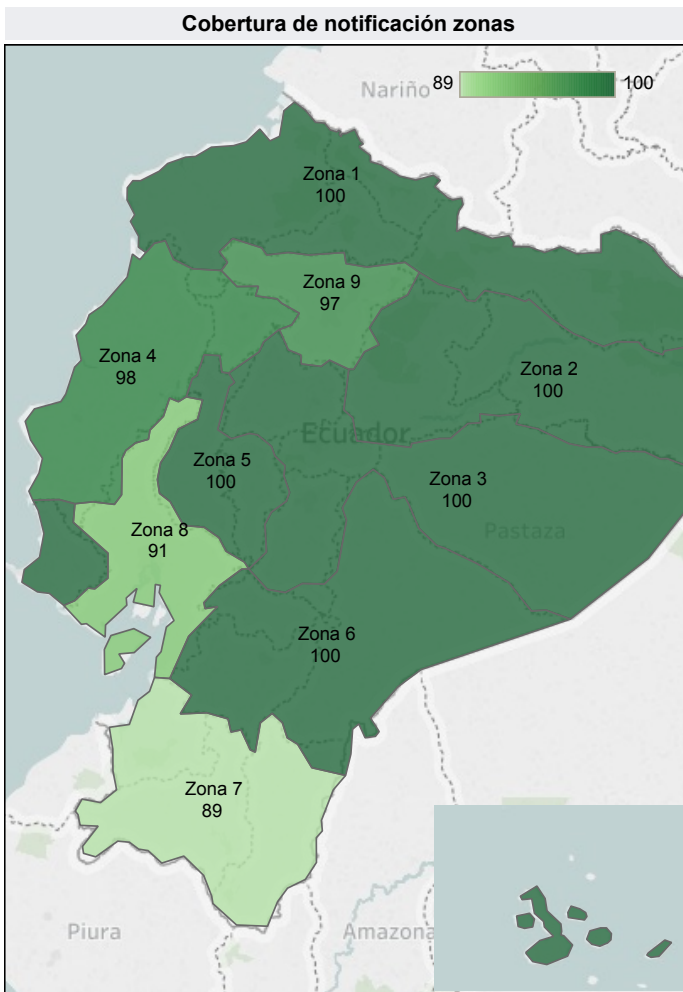 Cobertura de notificación zonas
89
100
Nariño
Zona 1
100
Zona 9
97
Zona 4
98
Zona 2
100
Ecuador
Zona 5
100
Zona 3
100
Pastaza
Zona 8
91
Zona 6
100
Zona 7
89
Piura
Amazona